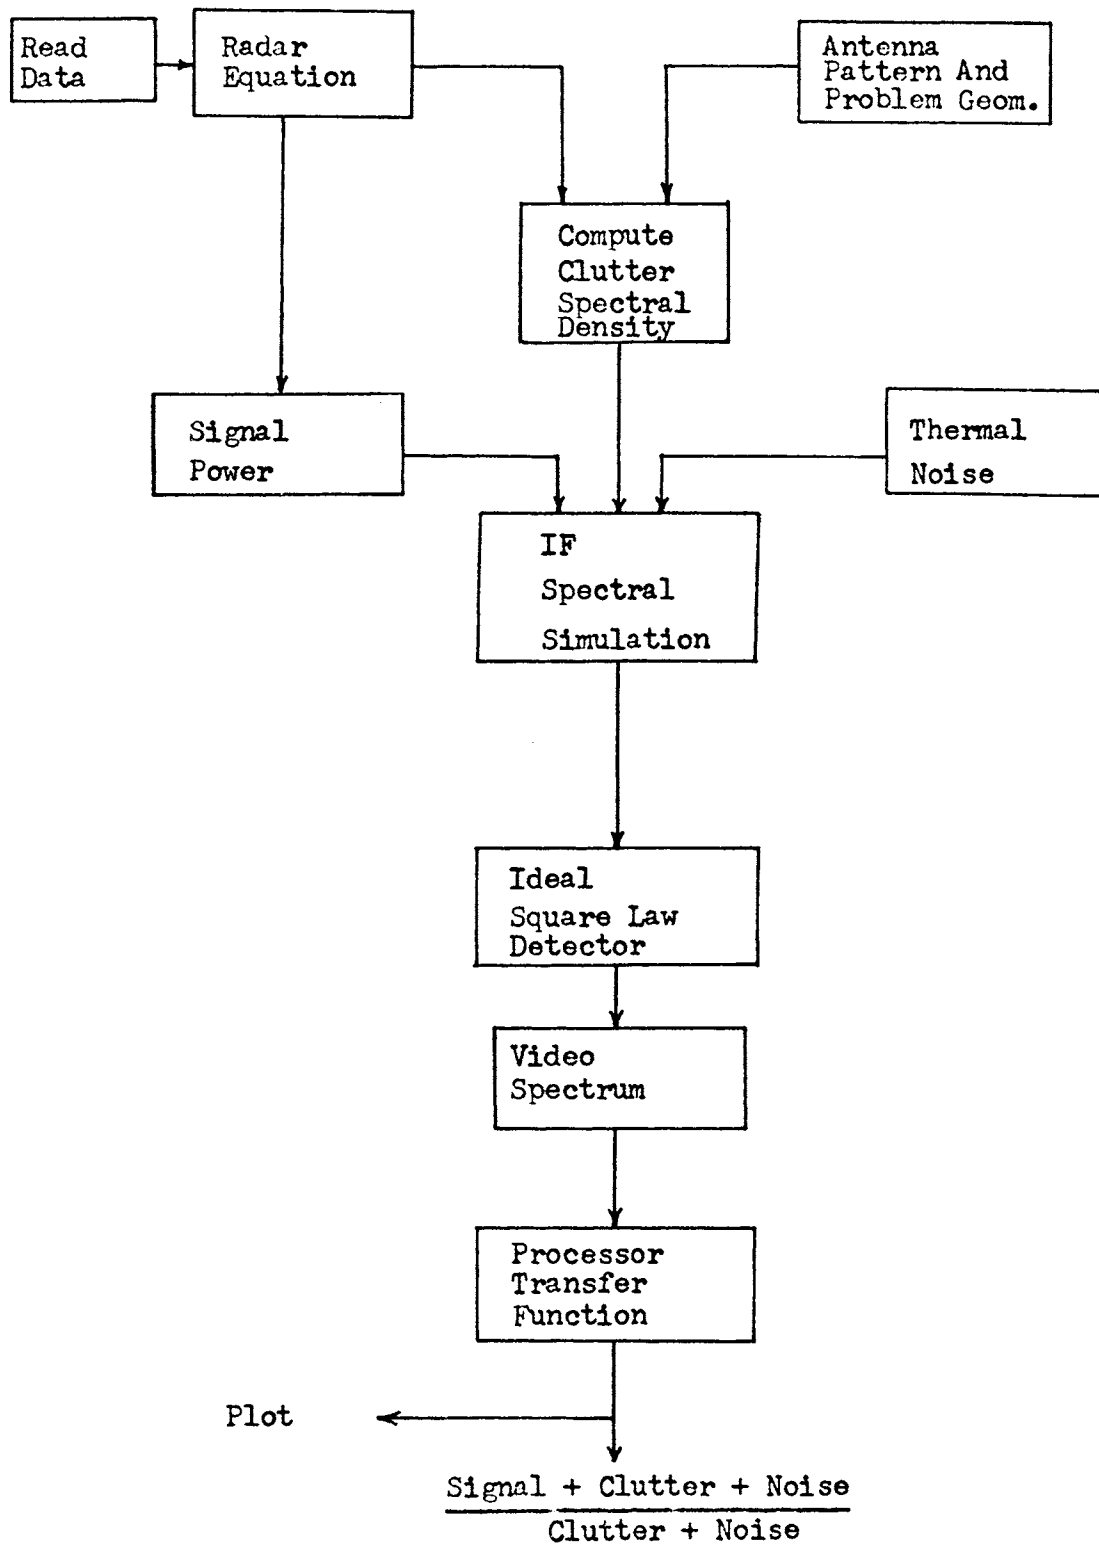 Read
Data
Radar
Equation
Antenna
Pattern And
Problem Geom.
Compute
Clutter
Spectral
Density
Signal
Power
Thermal
Noise
IF
Spectral
Simulation
Ideal
Square Law
Detector
Video
Spectrum
Processor
Transfer
Function
Plot
Signal + Clutter + Noise
Clutter + Noise